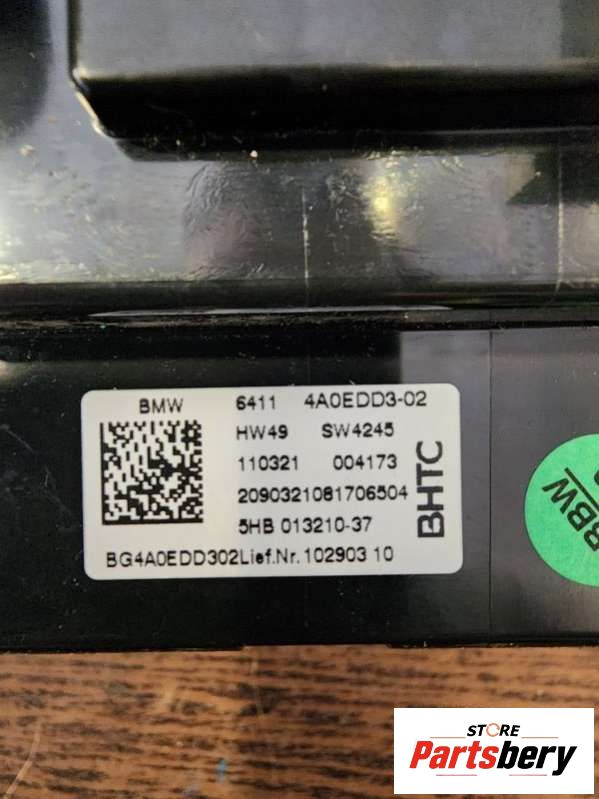 BMW 6411 4A0EDD3-02
HW49 SW4245
110321 004173
2090321081706504
5HB 013210-37
BG4A0EDD302Lief.Nr.102903 10
BHTC
BBW
STORE
Partsbery